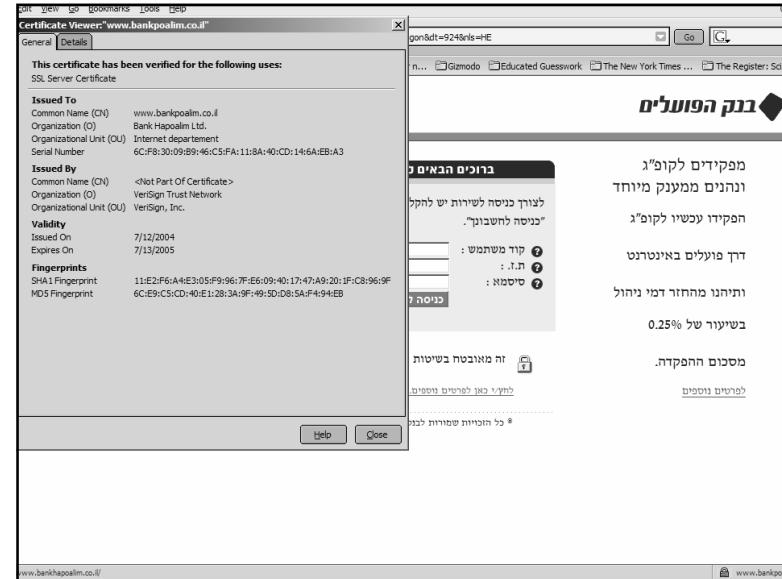 Edit View Go Bookmarks Tools Help
Certificate Viewer:"www.bankpoalim.co.il"
General Details
This certificate has been verified for the following uses:
SSL Server Certificate
Issued To
Common Name (CN) www.bankpoalim.co.il
Organization (O) Bank Hapoalim Ltd.
Organizational Unit (OU) Internet departement
Serial Number 6C:F8:30:09:B9:46:C5:FA:11:8A:40:CD:14:6A:EB:A3
Issued By
Common Name (CN) <Not Part Of Certificate>
Organization (O) VeriSign Trust Network
Organizational Unit (OU) VeriSign, Inc.
Validity
Issued On 7/12/2004
Expires On 7/13/2005
Fingerprints
SHA1 Fingerprint 11:E2:F6:A4:E3:05:F9:96:7F:E6:09:40:17:47:A9:20:1F:C8:96:9F
MD5 Fingerprint 6C:E9:C5:CD:40:E1:28:3A:9F:49:5D:D8:5A:F4:94:EB
Help Close
gon&dt=924&nls=HE
Go G
n... Gizmodo Educated Guesswork The New York Times ... The Register: Sci
בנק הפועלים
מפקידים לקופ"ג
ונהנים ממענק מיוחד
הפקידו עכשיו לקופ"ג
דרך פועלים באינטרנט
ותיהנו מהחזר דמי ניהול
בשיעור של 0.25%
מסכום ההפקדה.
לפרטים נוספים
ברוכים הבאים
לצורך כניסה לשירות יש להקל
"כניסה לחשבונך".
קוד משתמש :
ת.ז. :
סיסמא :
כניסה ל
זה מאובטח בשיטות
לחץ/י כאן לפרטים נוספים.
® כל הזכויות שמורות לבנק
www.bankhapoalim.co.il/
www.bankpo